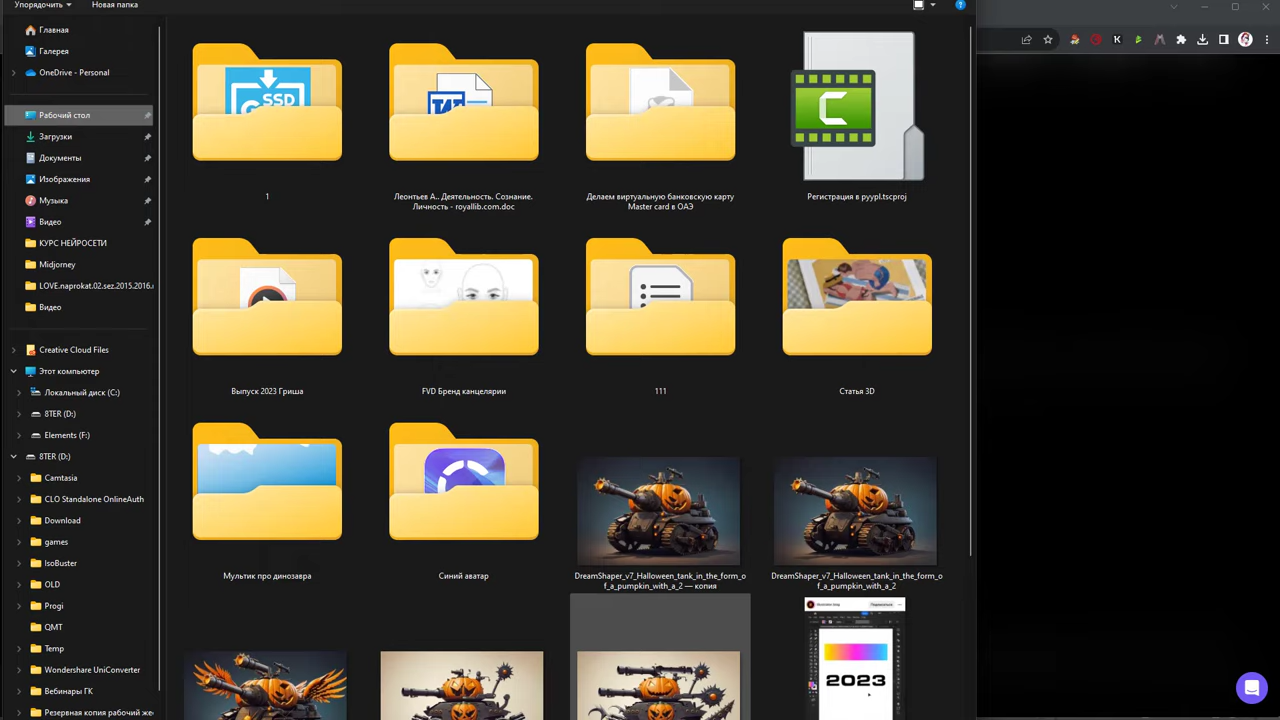 Упорядочить
Новая папка
Главная
Галерея
OneDrive - Personal
Рабочий стол
Загрузки
Документы
Изображения
Музыка
Видео
КУРС НЕЙРОСЕТИ
Midjorney
LOVE.naprokat.02.sez.2015.2016.
Видео
Creative Cloud Files
Этот компьютер
Локальный диск (C:)
8TER (D:)
Elements (F:)
8TER (D:)
Camtasia
CLO Standalone OnlineAuth
Download
games
IsoBuster
OLD
Progi
QMT
Temp
Wondershare UniConverter
Вебинары ГК
Резервная копия рабочий же
SSD
1
Леонтьев А.. Деятельность. Сознание.
Личность - royallib.com.doc
Делаем виртуальную банковскую карту
Master card в ОАЭ
Регистрация в pyypl.tscproj
Выпуск 2023 Гриша
FVD Бренд канцелярии
111
Статья 3D
Мультик про динозавра
Синий аватар
DreamShaper_v7_Halloween_tank_in_the_form_o
f_a_pumpkin_with_a_2 — копия
DreamShaper_v7_Halloween_tank_in_the_form_o
f_a_pumpkin_with_a_2
2023